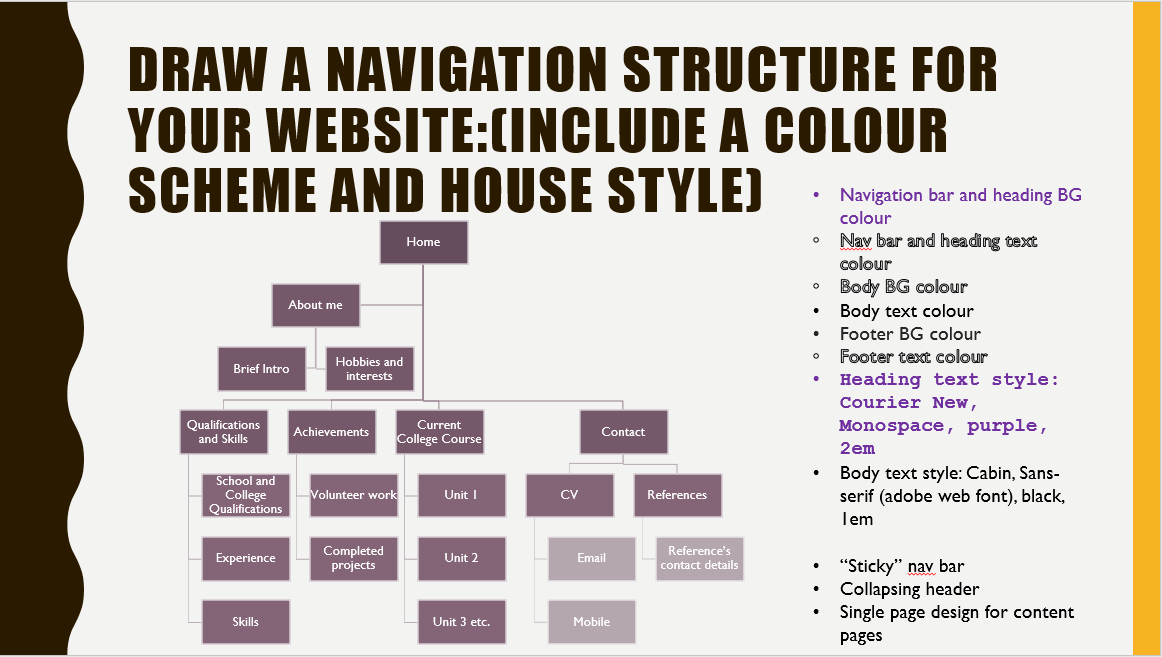 DRAW A NAVIGATION STRUCTURE FOR
YOUR WEBSITE:(INCLUDE A COLOUR
SCHEME AND HOUSE STYLE)
Home
About me
Brief Intro
Hobbies and
interests
Qualifications
and Skills
Achievements
Current
College Course
Contact
School and
College
Qualifications
Volunteer work
Unit 1
CV
References
Experience
Completed
projects
Unit 2
Email
Reference's
contact details
Skills
Unit 3 etc.
Mobile
• Navigation bar and heading BG
colour
◦ Nav bar and heading text
colour
◦ Body BG colour
• Body text colour
• Footer BG colour
◦ Footer text colour
• Heading text style:
Courier New,
Monospace, purple,
2em
• Body text style: Cabin, Sans-
serif (adobe web font), black,
1em
• “Sticky” nav bar
• Collapsing header
• Single page design for content
pages